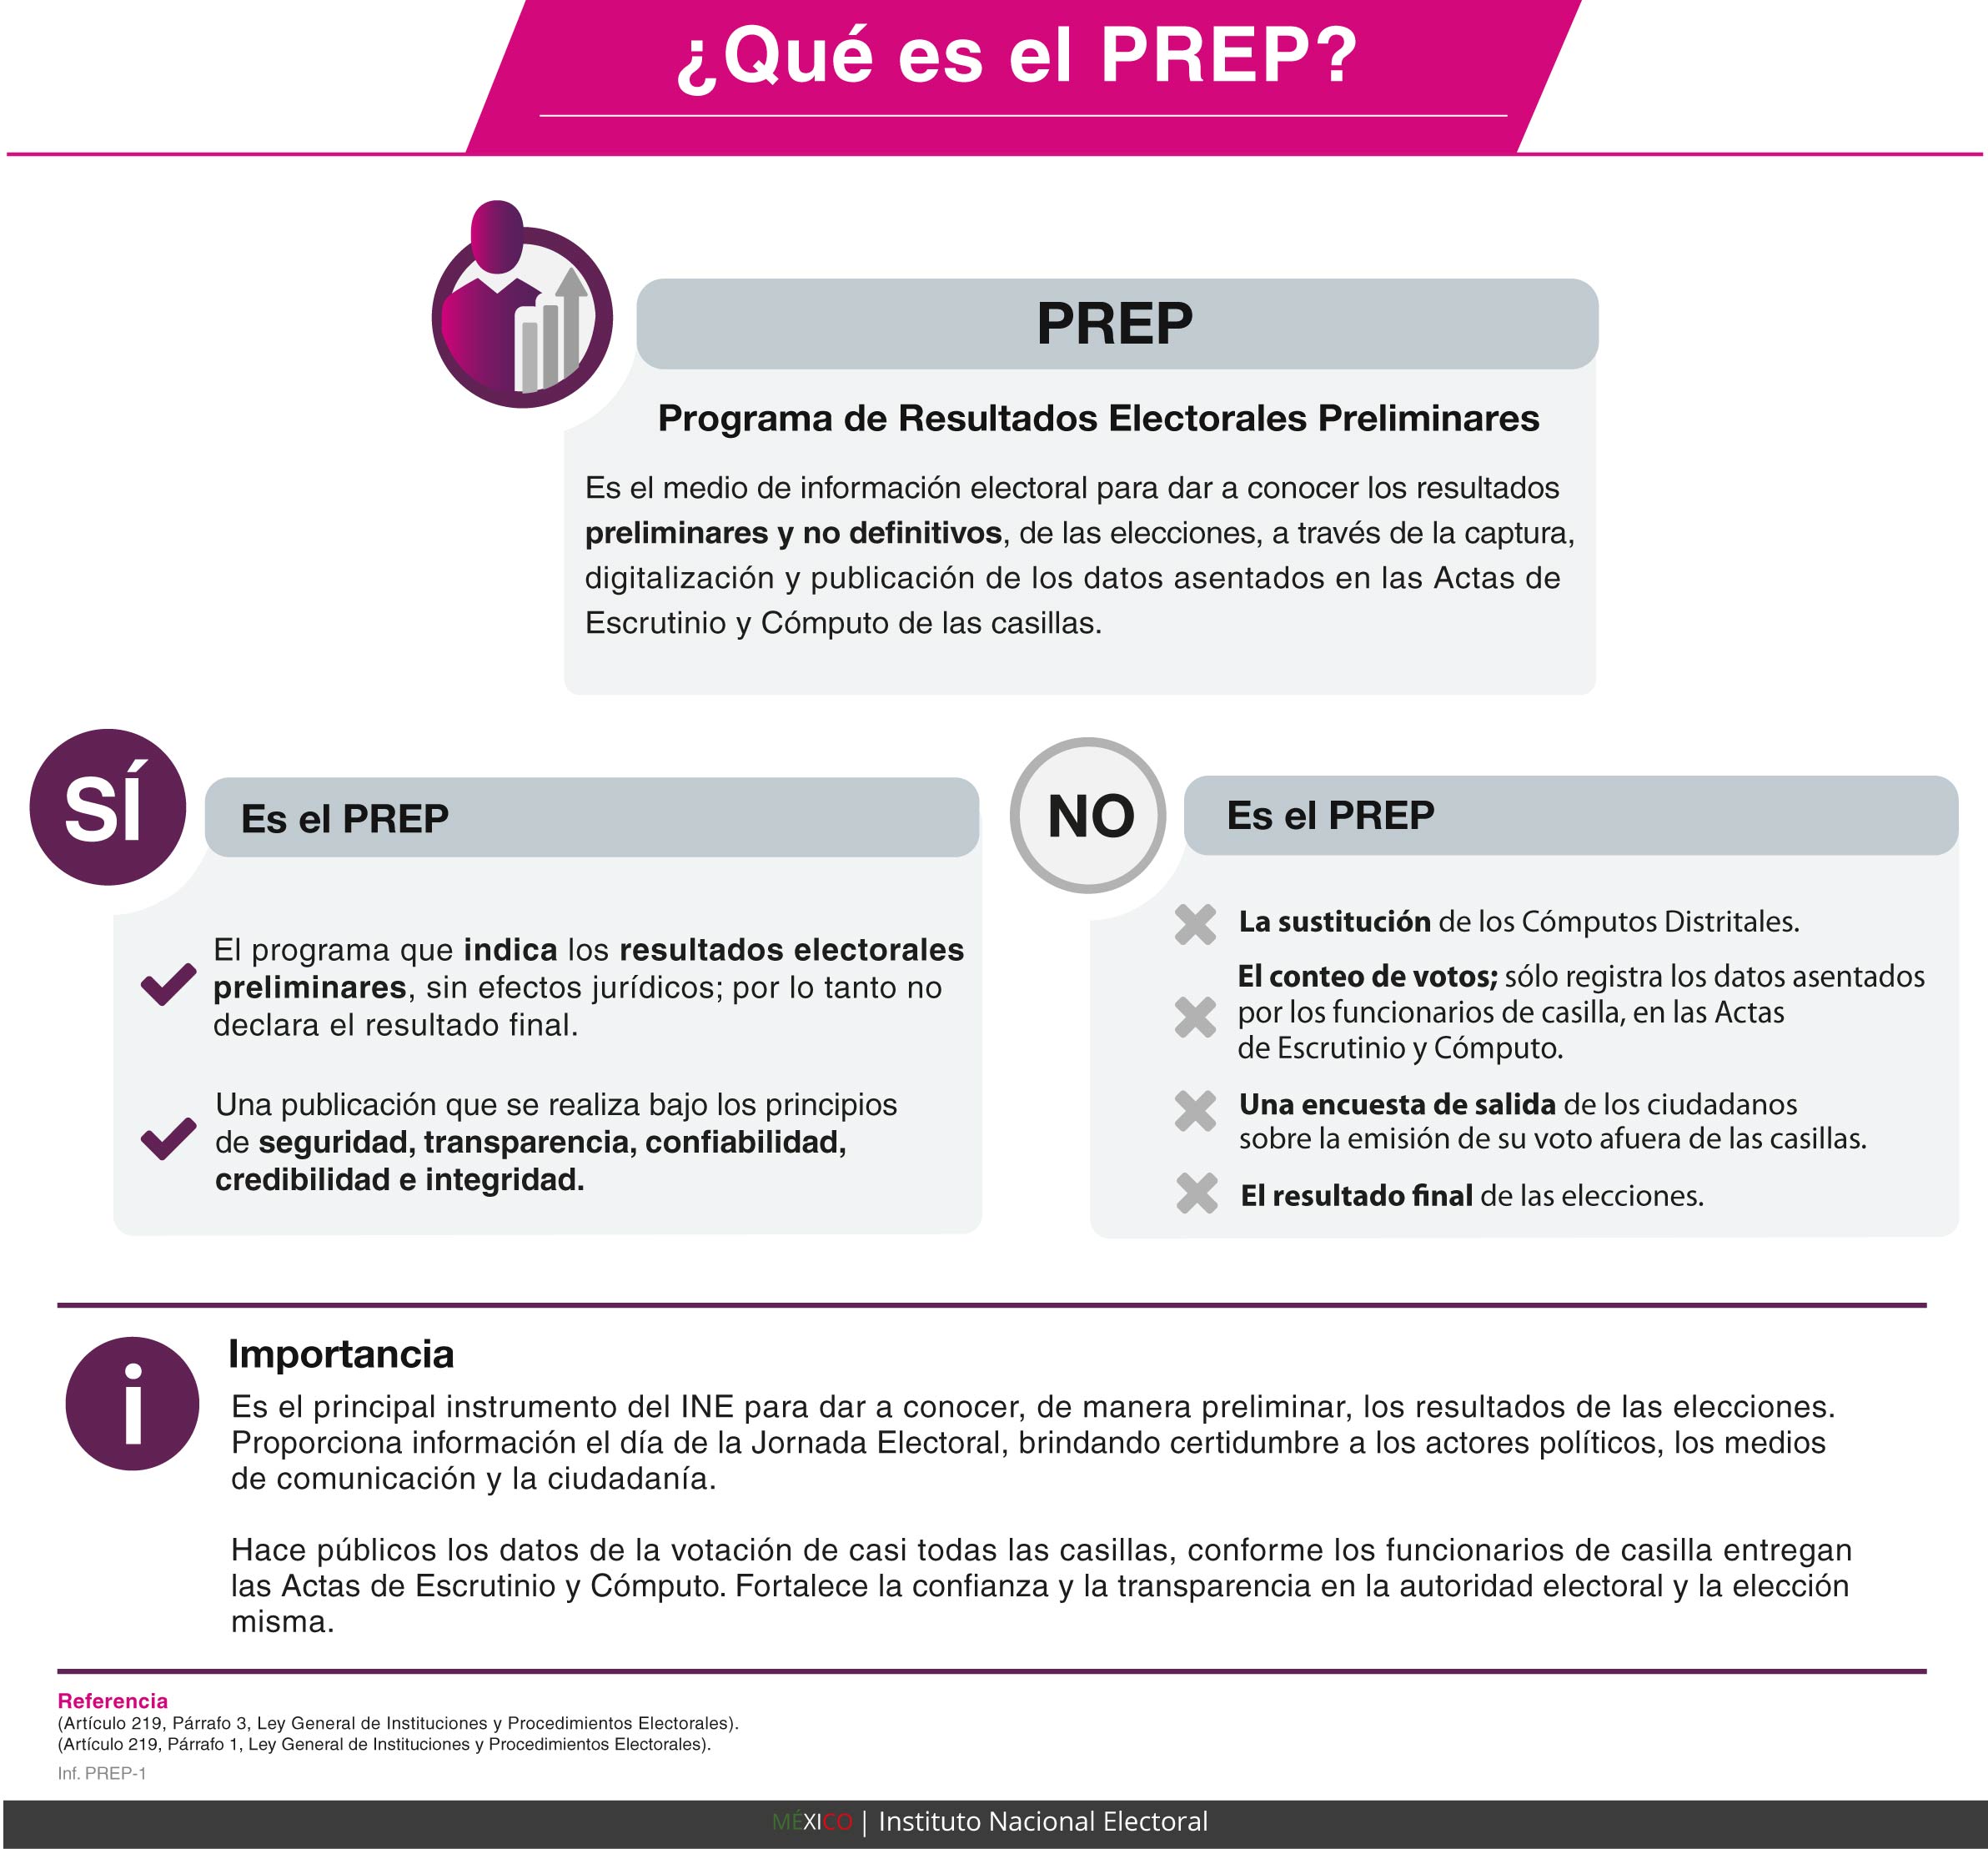 ¿Qué es el PREP?
PREP
Programa de Resultados Electorales Preliminares
Es el medio de información electoral para dar a conocer los resultados
preliminares y no definitivos, de las elecciones, a través de la captura,
digitalización y publicación de los datos asentados en las Actas de
Escrutinio y Cómputo de las casillas.
SÍ
Es el PREP
El programa que indica los resultados electorales
preliminares, sin efectos jurídicos; por lo tanto no
declara el resultado final.
Una publicación que se realiza bajo los principios
de seguridad, transparencia, confiabilidad,
credibilidad e integridad.
NO
Es el PREP
La sustitución de los Cómputos Distritales.
El conteo de votos; sólo registra los datos asentados
por los funcionarios de casilla, en las Actas
de Escrutinio y Cómputo.
Una encuesta de salida de los ciudadanos
sobre la emisión de su voto afuera de las casillas.
El resultado final de las elecciones.
i
Importancia
Es el principal instrumento del INE para dar a conocer, de manera preliminar, los resultados de las elecciones.
Proporciona información el día de la Jornada Electoral, brindando certidumbre a los actores políticos, los medios
de comunicación y la ciudadanía.
Hace públicos los datos de la votación de casi todas las casillas, conforme los funcionarios de casilla entregan
las Actas de Escrutinio y Cómputo. Fortalece la confianza y la transparencia en la autoridad electoral y la elección
misma.
Referencia
(Artículo 219, Párrafo 3, Ley General de Instituciones y Procedimientos Electorales).
(Artículo 219, Párrafo 1, Ley General de Instituciones y Procedimientos Electorales).
Inf. PREP-1
MÉXICO | Instituto Nacional Electoral